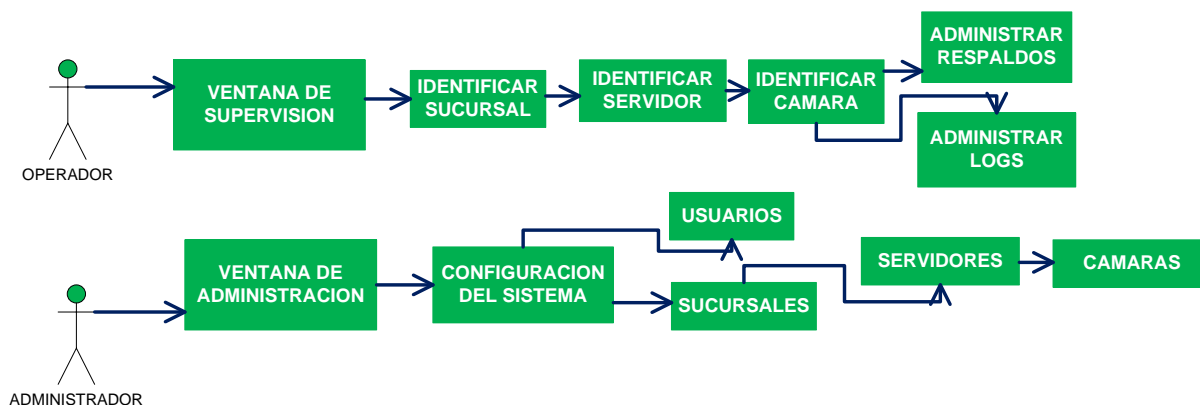 OPERADOR
VENTANA DE
SUPERVISION
IDENTIFICAR
SUCURSAL
IDENTIFICAR
SERVIDOR
IDENTIFICAR
CAMARA
ADMINISTRAR
RESPALDOS
ADMINISTRAR
LOGS
ADMINISTRADOR
VENTANA DE
ADMINISTRACION
CONFIGURACION
DEL SISTEMA
USUARIOS
SUCURSALES
SERVIDORES
CAMARAS